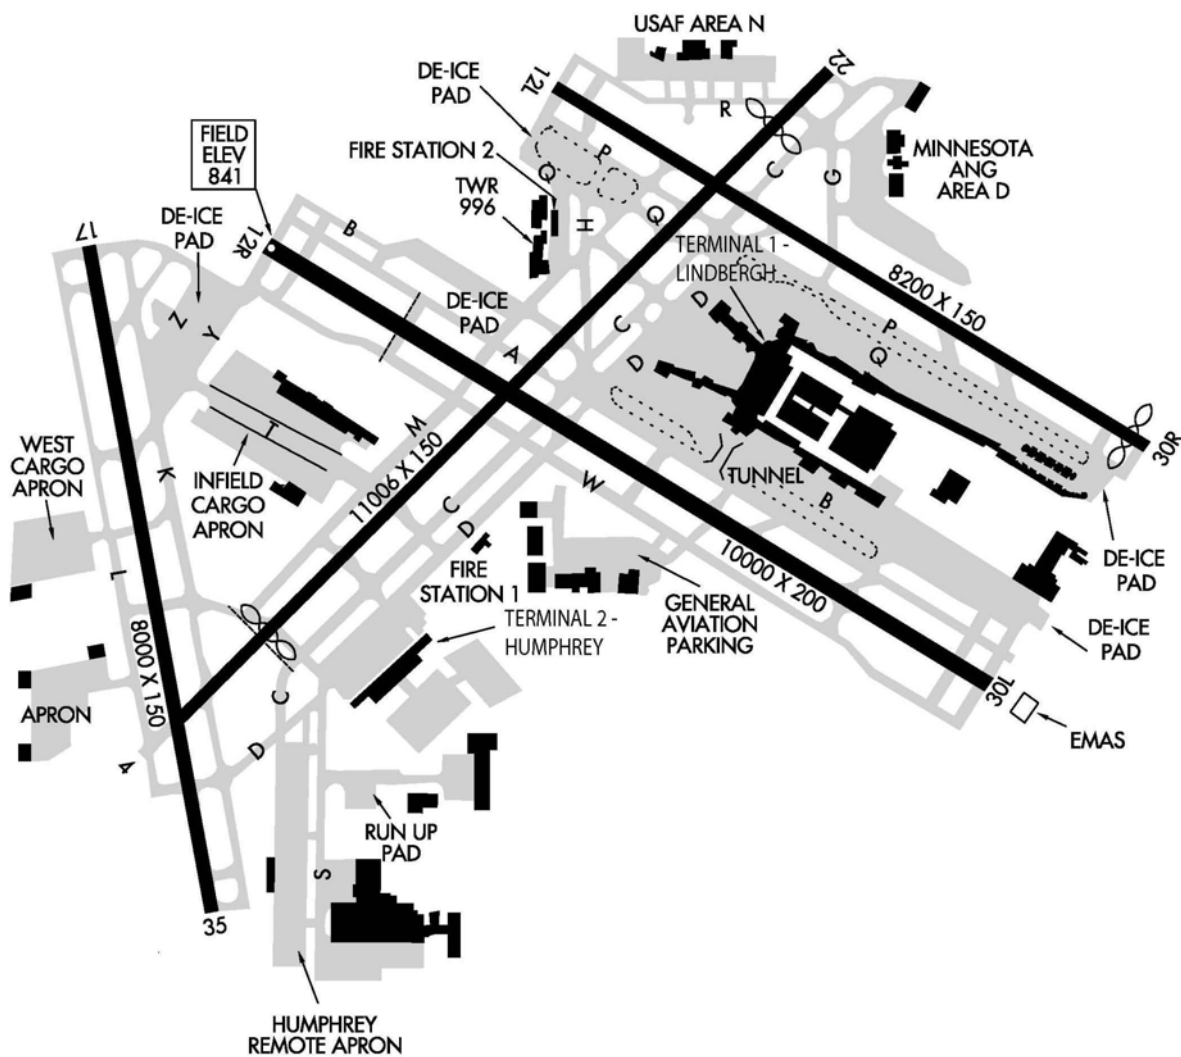 USAF AREA N
22
DE-ICE
PAD
12L
R
FIELD
ELEV
841
FIRE STATION 2
P
C
G
MINNESOTA
ANG
AREA D
TWR
996
Q
H
Q
17
DE-ICE
PAD
12R
B
TERMINAL 1 -
LINDBERGH
8200 X 150
DE-ICE
PAD
D
C
P
Q
Z
Y
A
D
30R
WEST
CARGO
APRON
T
M
11006 X 150
K
INFIELD
CARGO
APRON
W
TUNNEL
B
C
D
10000 X 200
DE-ICE
PAD
L
FIRE
STATION 1
GENERAL
AVIATION
PARKING
TERMINAL 2 -
HUMPHREY
DE-ICE
PAD
8000 X 150
C
30L
APRON
D
4
EMAS
RUN UP
PAD
S
35
HUMPHREY
REMOTE APRON